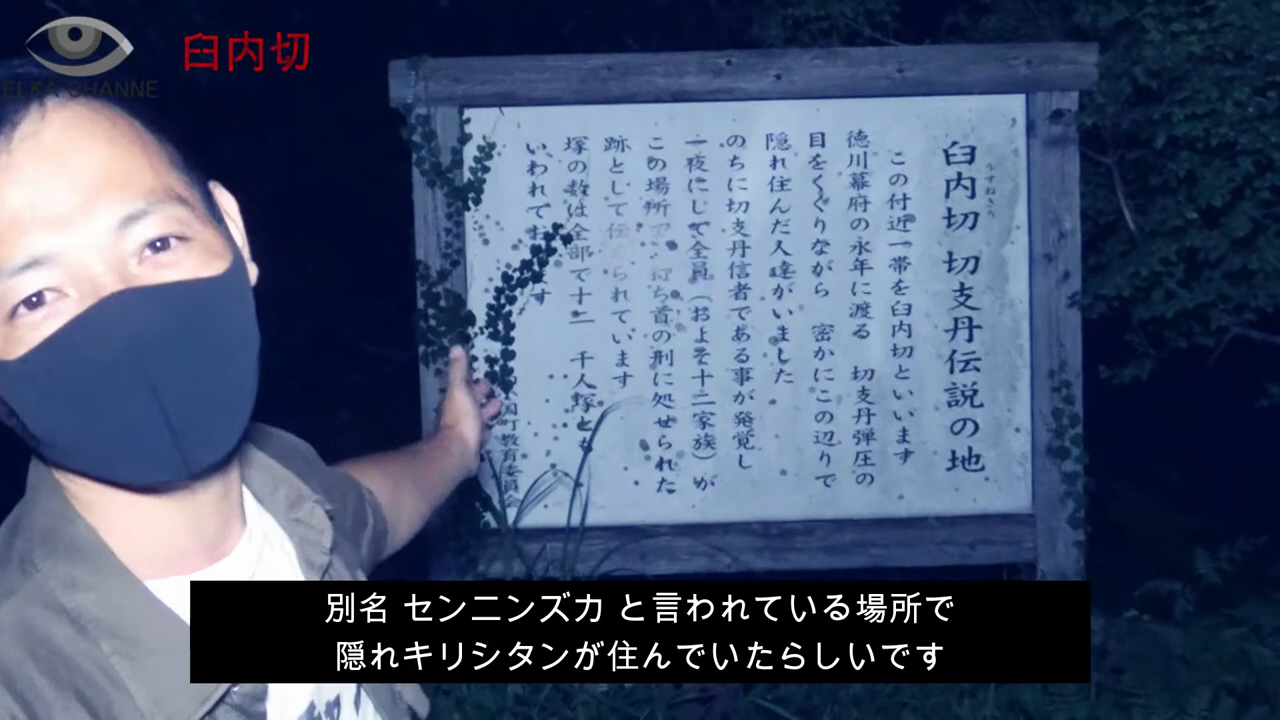 ELKA CHANNE
臼内切
臼内切 切支丹伝説の地
うすねぎり
この付近一帯を臼内切といいます
徳川幕府の永年に渡る 切支丹弾圧の
目をくぐりながら 密かにこの辺りで
隠れ住んだ人達がいました
のちに切支丹信者である事が発覚し
一夜にして全員(およそ十二家族)が
この場所で打ち首の刑に処せられた
跡として伝えられています
塚の数は全部で十二 千人塚とも
いわれてます
国町教育委員会
別名 センニンズカ と言われている場所で
隠れキリシタンが住んでいたらしいです